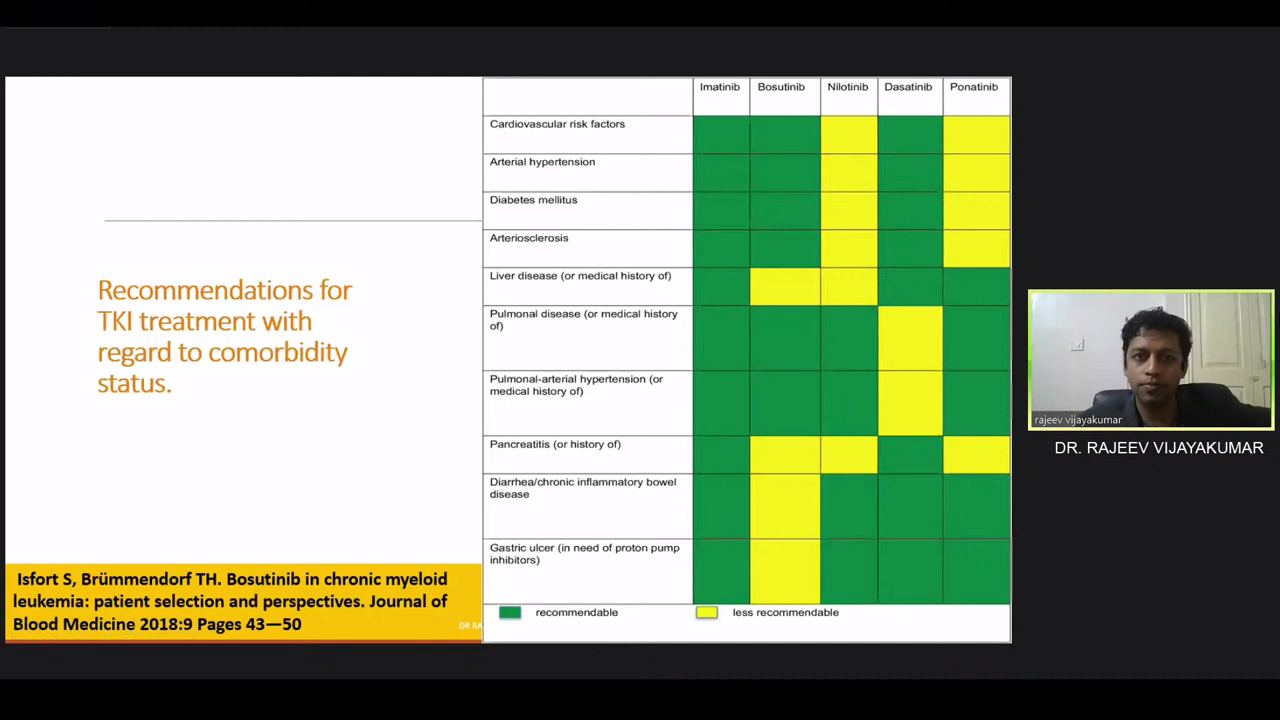 Recommendations for
TKI treatment with
regard to comorbidity
status.
Isfort S, Brümmendorf TH. Bosutinib in chronic myeloid
leukemia: patient selection and perspectives. Journal of
Blood Medicine 2018:9 Pages 43—50
DR RA
Imatinib Bosutinib Nilotinib Dasatinib Ponatinib
Cardiovascular risk factors
Arterial hypertension
Diabetes mellitus
Arteriosclerosis
Liver disease (or medical history of)
Pulmonal disease (or medical history
of)
Pulmonal-arterial hypertension (or
medical history of)
Pancreatitis (or history of)
Diarrhea/chronic inflammatory bowel
disease
Gastric ulcer (in need of proton pump
inhibitors)
recommendable less recommendable
rajeev vijayakumar
DR. RAJEEV VIJAYAKUMAR